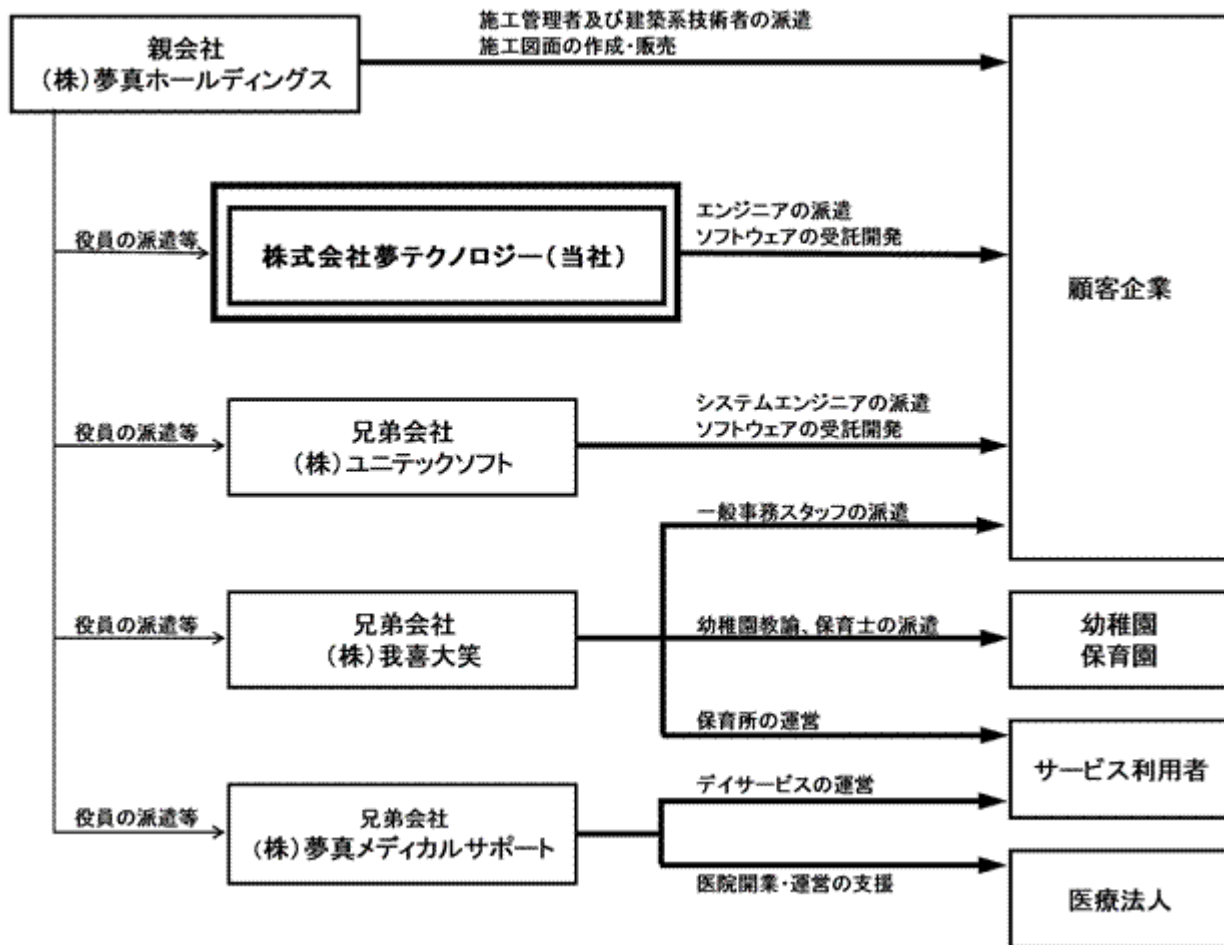 親会社
(株)夢真ホールディングス
施工管理者及び建築系技術者の派遣
施工図面の作成・販売
役員の派遣等
株式会社夢テクノロジー(当社)
エンジニアの派遣
ソフトウェアの受託開発
顧客企業
役員の派遣等
兄弟会社
(株)ユニテックソフト
システムエンジニアの派遣
ソフトウェアの受託開発
一般事務スタッフの派遣
役員の派遣等
兄弟会社
(株)我喜大笑
幼稚園教諭、保育士の派遣
幼稚園
保育園
保育所の運営
サービス利用者
役員の派遣等
兄弟会社
(株)夢真メディカルサポート
デイサービスの運営
医院開業・運営の支援
医療法人